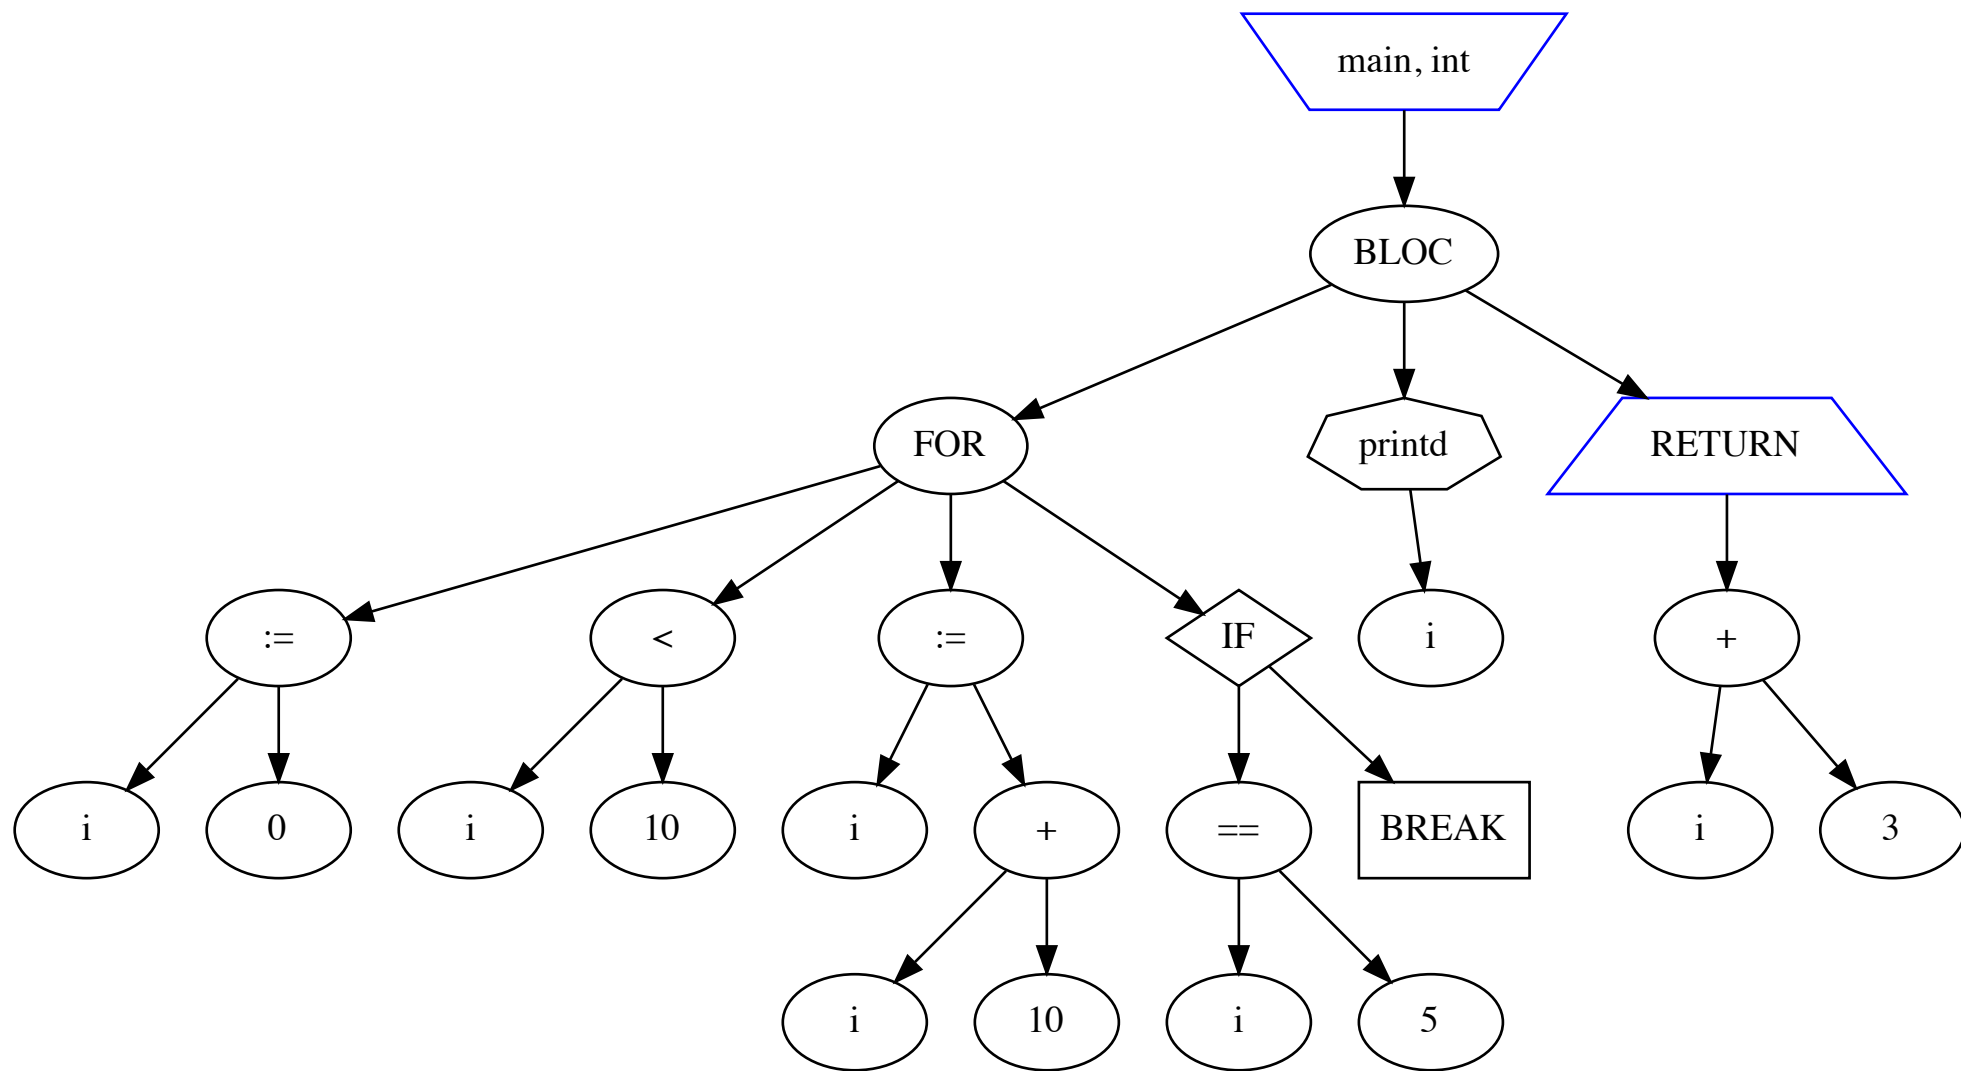 main, int
BLOC
FOR
printd
RETURN
:=
<
:=
IF
i
+
i
0
i
10
i
+
==
BREAK
i
3
i
10
i
5